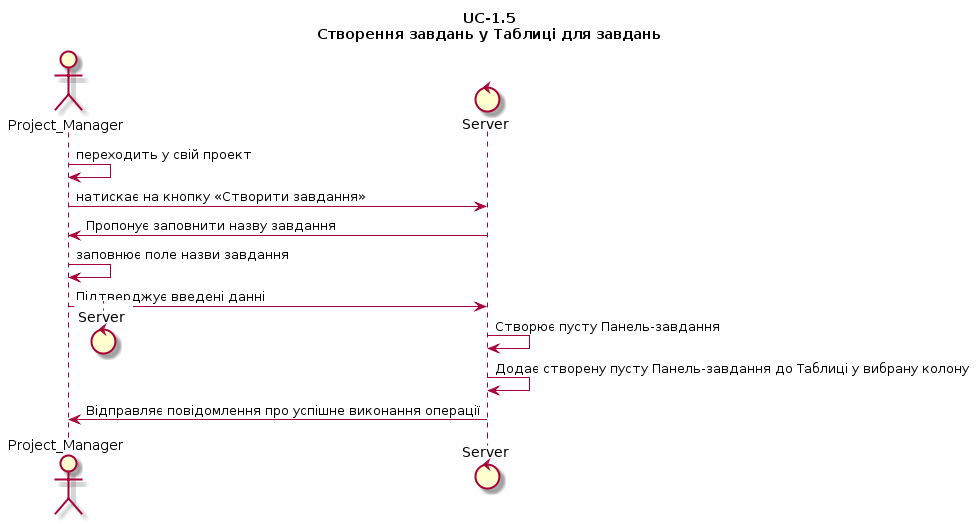 UC-1.5
Створення завдань у Таблиці для завдань
Project_Manager
Server
переходить у свій проект
натискає на кнопку «Створити завдання»
Пропонує заповнити назву завдання
заповнює поле назви завдання
Підтверджує введені данні
Server
Створює пусту Панель-завдання
Додає створену пусту Панель-завдання до Таблиці у вибрану колону
Відправляє повідомлення про успішне виконання операції
Project_Manager
Server